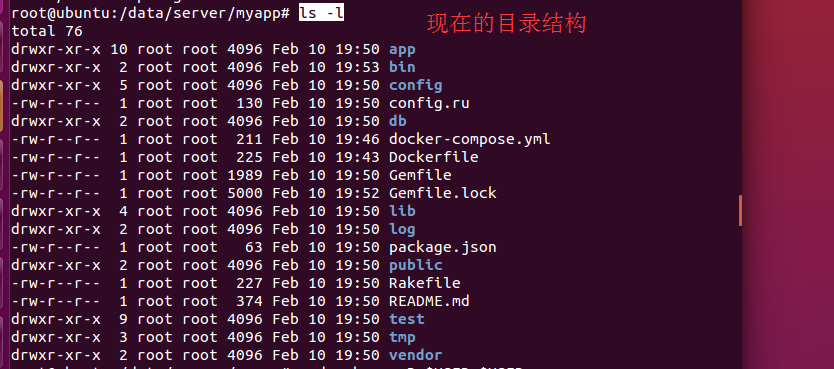 root@ubuntu:/data/server/myapp# ls -l
现在的目录结构
total 76
drwxr-xr-x 10 root root 4096 Feb 10 19:50 app
drwxr-xr-x  2 root root 4096 Feb 10 19:53 bin
drwxr-xr-x  5 root root 4096 Feb 10 19:50 config
-rw-r--r--  1 root root  130 Feb 10 19:50 config.ru
drwxr-xr-x  2 root root 4096 Feb 10 19:50 db
-rw-r--r--  1 root root  211 Feb 10 19:46 docker-compose.yml
-rw-r--r--  1 root root  225 Feb 10 19:43 Dockerfile
-rw-r--r--  1 root root 1989 Feb 10 19:50 Gemfile
-rw-r--r--  1 root root 5000 Feb 10 19:52 Gemfile.lock
drwxr-xr-x  4 root root 4096 Feb 10 19:50 lib
drwxr-xr-x  2 root root 4096 Feb 10 19:50 log
-rw-r--r--  1 root root   63 Feb 10 19:50 package.json
drwxr-xr-x  2 root root 4096 Feb 10 19:50 public
-rw-r--r--  1 root root  227 Feb 10 19:50 Rakefile
-rw-r--r--  1 root root  374 Feb 10 19:50 README.md
drwxr-xr-x  9 root root 4096 Feb 10 19:50 test
drwxr-xr-x  3 root root 4096 Feb 10 19:50 tmp
drwxr-xr-x  2 root root 4096 Feb 10 19:50 vendor